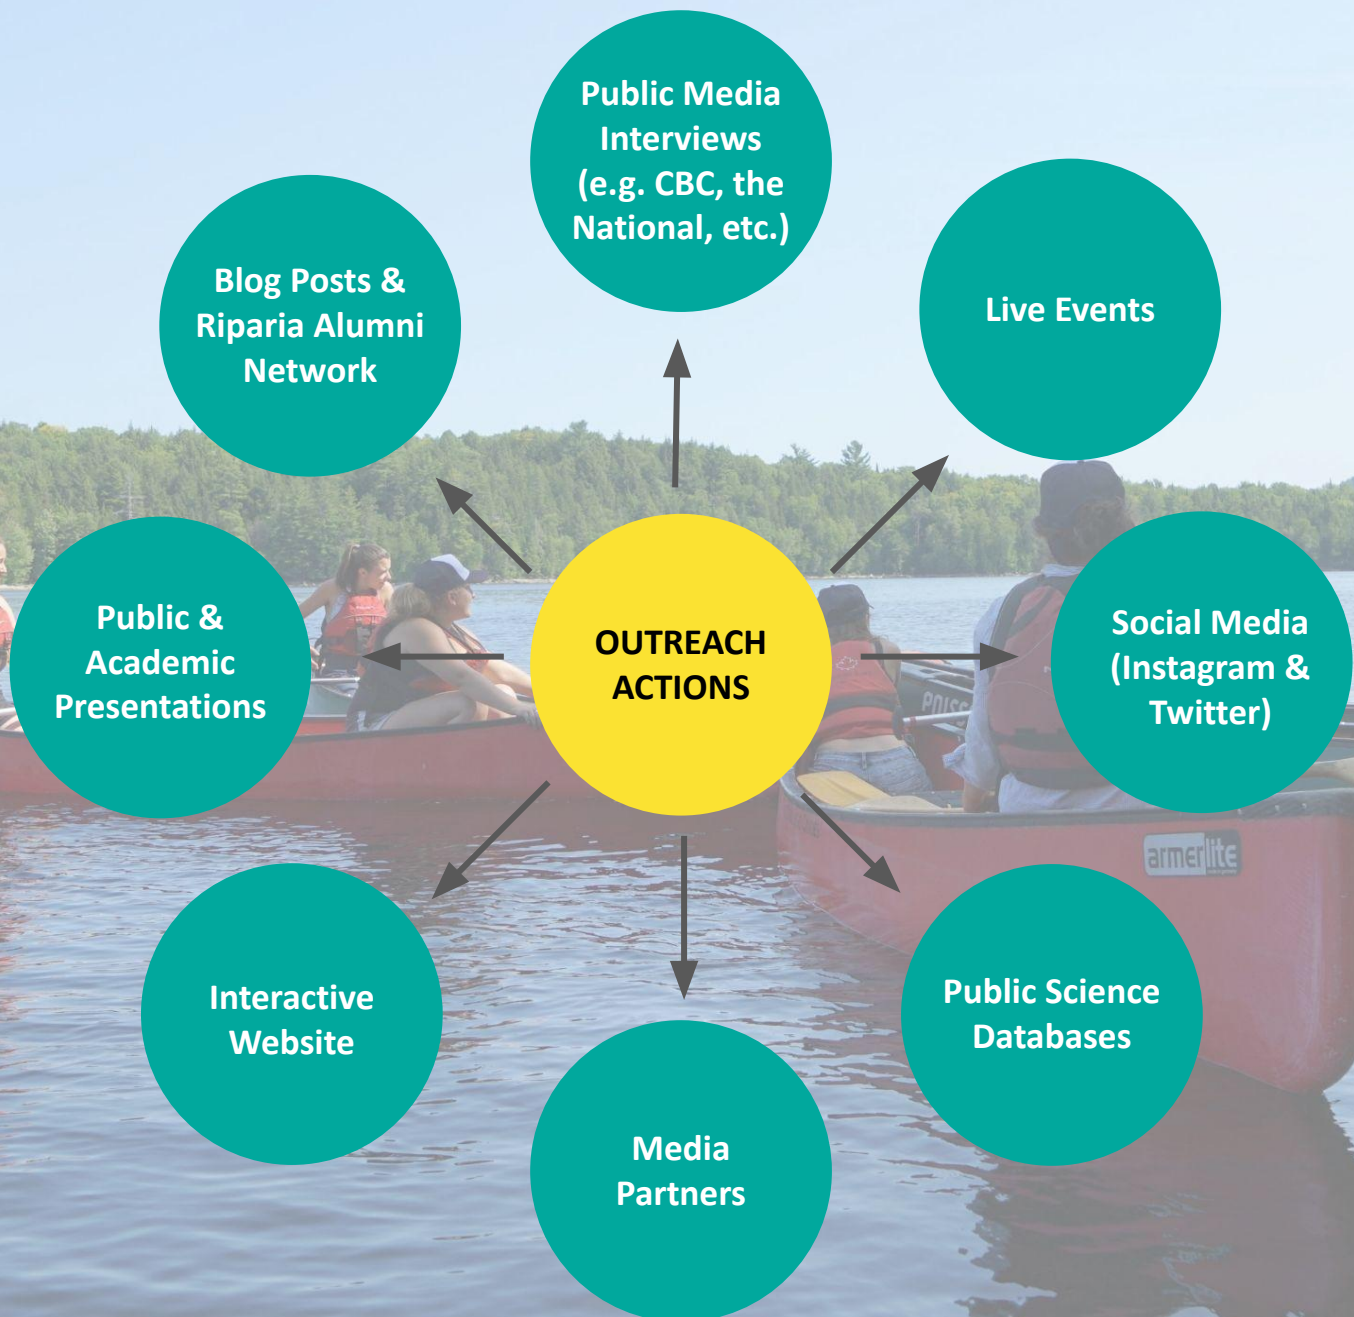 Public Media
Interviews
(e.g. CBC, the
National, etc.)
Live Events
Blog Posts &
Riparia Alumni
Network
Public &
Academic
Presentations
OUTREACH
ACTIONS
Social Media
(Instagram &
Twitter)
armerlite
Interactive
Website
Public Science
Databases
Media
Partners